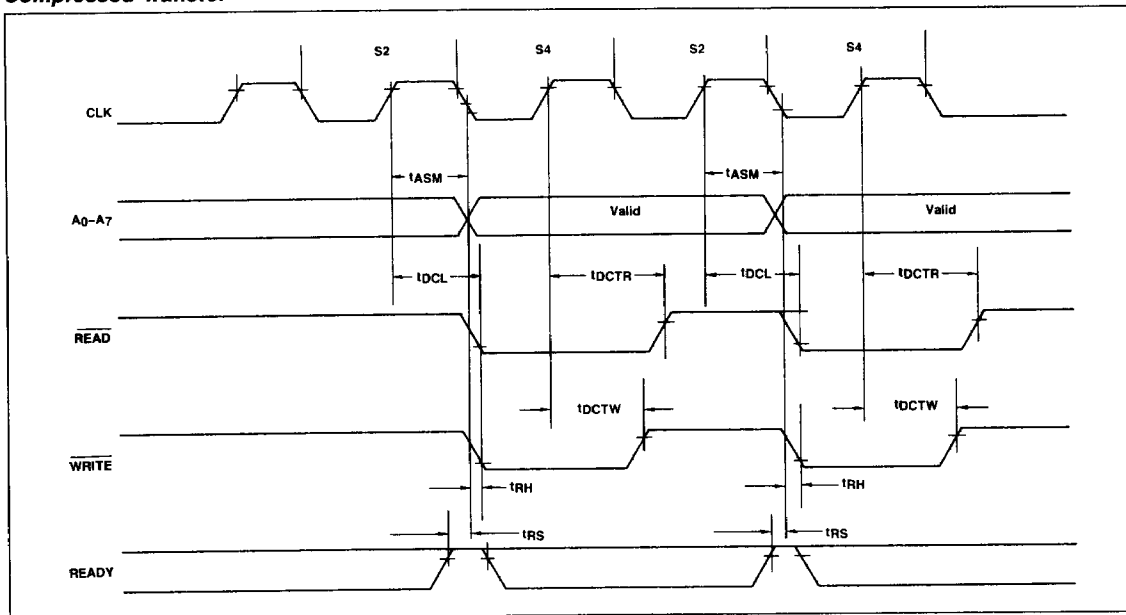 Compressed Transfer
S2 S4 S2 S4
CLK
tASM tASM
A0–A7 Valid Valid
tDCL tDCTR tDCL tDCTR
READ
tDCTW tDCTW
WRITE
tRH tRH
tRS tRS
READY